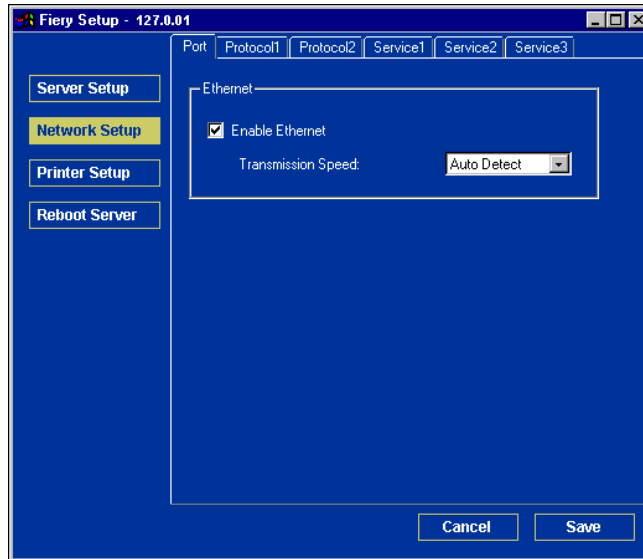 Fiery Setup - 127.0.01
Port Protocol1 Protocol2 Service1 Service2 Service3
Server Setup
Network Setup
Printer Setup
Reboot Server
Ethernet
Enable Ethernet
Transmission Speed: Auto Detect
Cancel Save